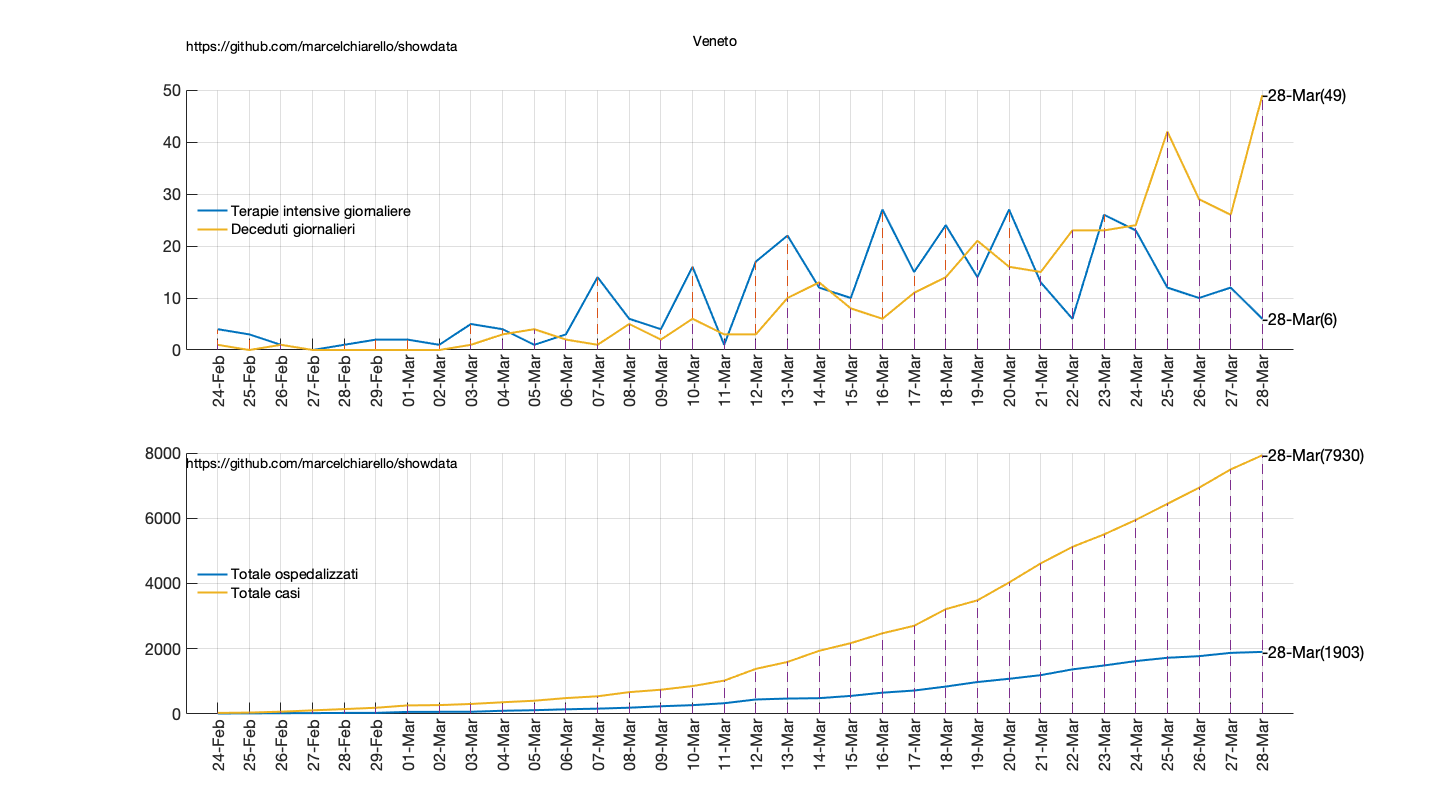 https://github.com/marcelchiarello/showdata
Veneto
50
40
30
20
10
0
Terapie intensive giornaliere
Deceduti giornalieri
28-Mar(49)
28-Mar(6)
24-Feb
25-Feb
26-Feb
27-Feb
28-Feb
29-Feb
01-Mar
02-Mar
03-Mar
04-Mar
05-Mar
06-Mar
07-Mar
08-Mar
09-Mar
10-Mar
11-Mar
12-Mar
13-Mar
14-Mar
15-Mar
16-Mar
17-Mar
18-Mar
19-Mar
20-Mar
21-Mar
22-Mar
23-Mar
24-Mar
25-Mar
26-Mar
27-Mar
28-Mar
https://github.com/marcelchiarello/showdata
8000
6000
4000
2000
0
Totale ospedalizzati
Totale casi
28-Mar(7930)
28-Mar(1903)
24-Feb
25-Feb
26-Feb
27-Feb
28-Feb
29-Feb
01-Mar
02-Mar
03-Mar
04-Mar
05-Mar
06-Mar
07-Mar
08-Mar
09-Mar
10-Mar
11-Mar
12-Mar
13-Mar
14-Mar
15-Mar
16-Mar
17-Mar
18-Mar
19-Mar
20-Mar
21-Mar
22-Mar
23-Mar
24-Mar
25-Mar
26-Mar
27-Mar
28-Mar